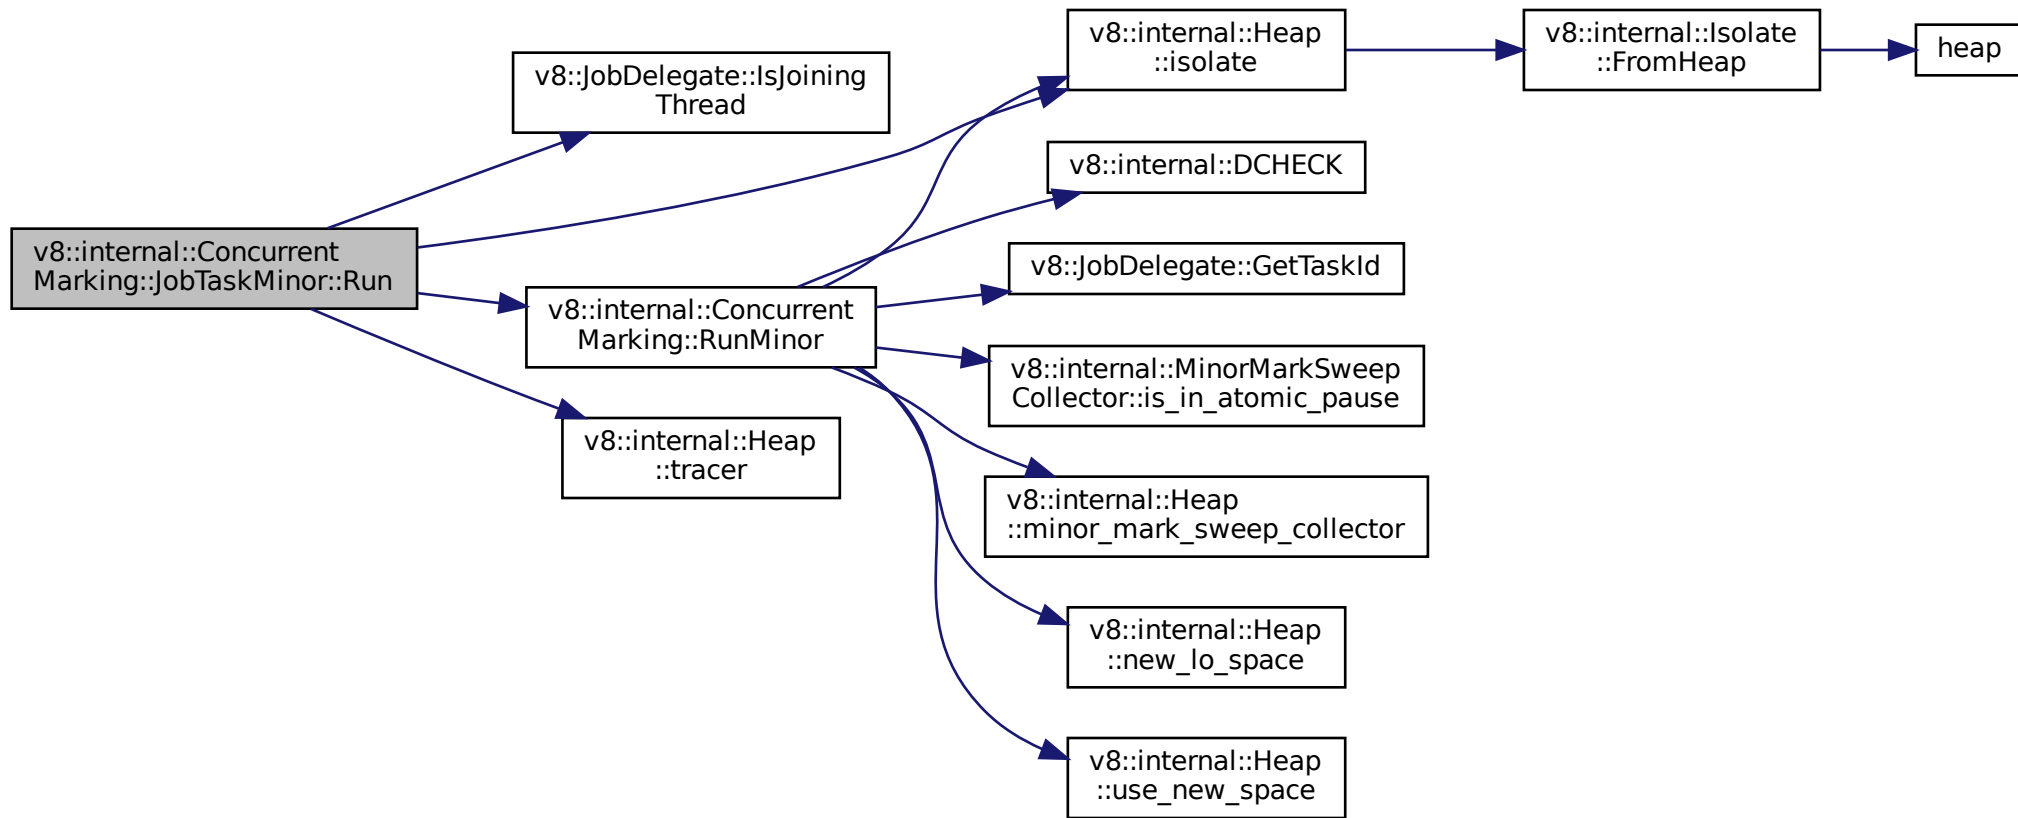 v8::internal::Concurrent
Marking::JobTaskMinor::Run
v8::JobDelegate::IsJoining
Thread
v8::internal::Concurrent
Marking::RunMinor
v8::internal::Heap
::tracer
v8::internal::Heap
::isolate
v8::internal::DCHECK
v8::JobDelegate::GetTaskId
v8::internal::MinorMarkSweep
Collector::is_in_atomic_pause
v8::internal::Heap
::minor_mark_sweep_collector
v8::internal::Heap
::new_lo_space
v8::internal::Heap
::use_new_space
v8::internal::Isolate
::FromHeap
heap